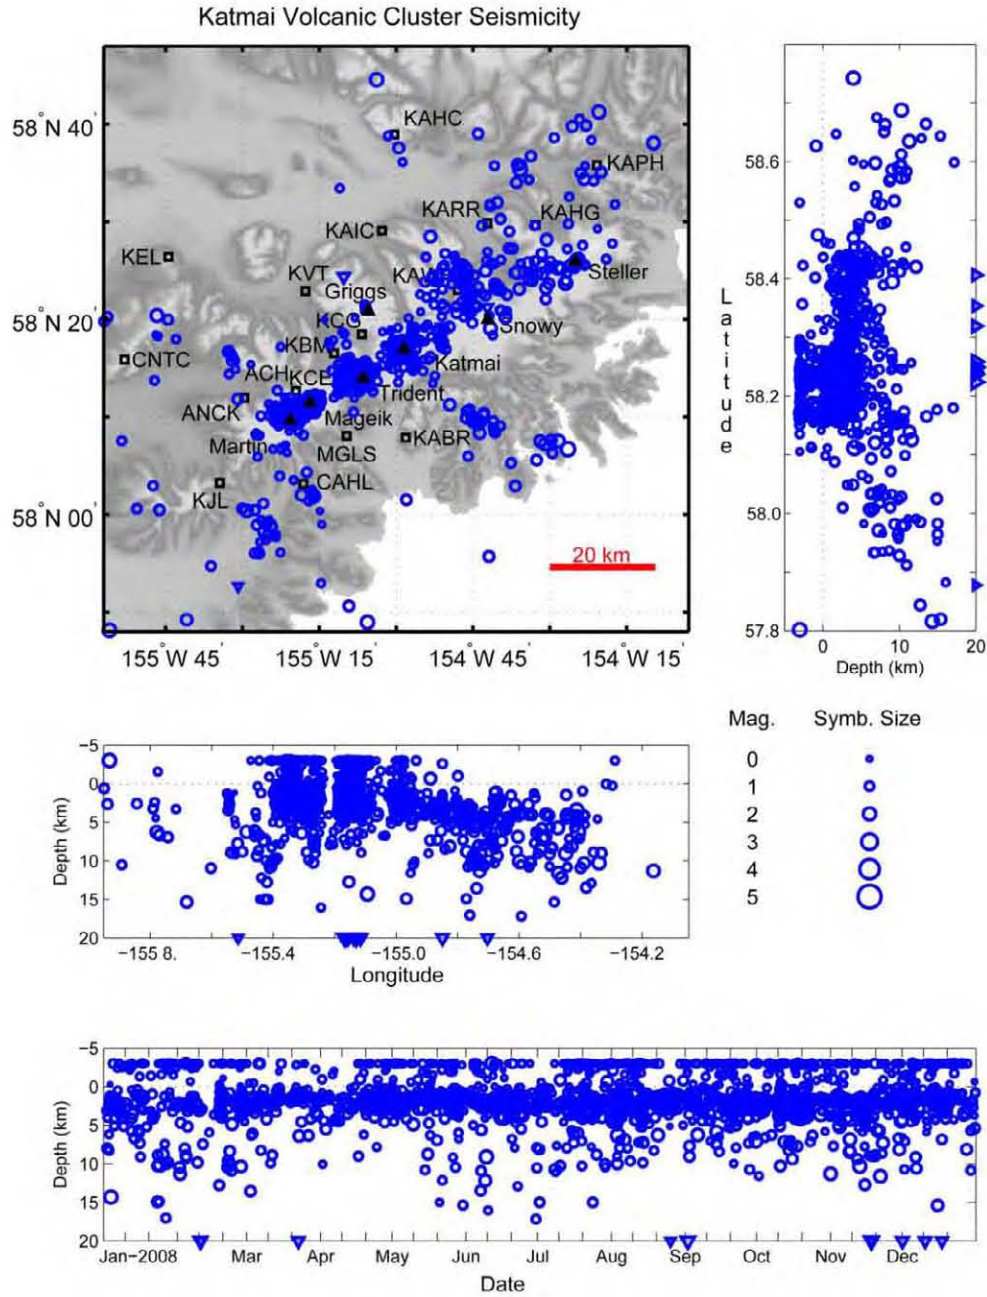 Katmai Volcanic Cluster Seismicity
58°40'
58°20'
58°00'
KAHC
KAPH
KARR
KAHG
KAIC
KEL
KVT
Griggs
Steller
KCG
Snowy
KBM
CNTC
ACH
KCE
Katmai
Trident
ANCK
Mageik
Martin
MGLS
KABR
KJL
CAHL
20 km
155°W 45'
155°W 15'
154°W 45'
154°W 15'
Latitude
58.6
58.4
58.2
58.0
57.8
0 10 20
Depth (km)
Mag. Symb. Size
0
1
2
3
4
5
Depth (km)
−5
0
5
10
15
20
−155 8. −155.4 −155.0 −154.6 −154.2
Longitude
Depth (km)
−5
0
5
10
15
20
Jan−2008 Mar Apr May Jun Jul Aug Sep Oct Nov Dec
Date